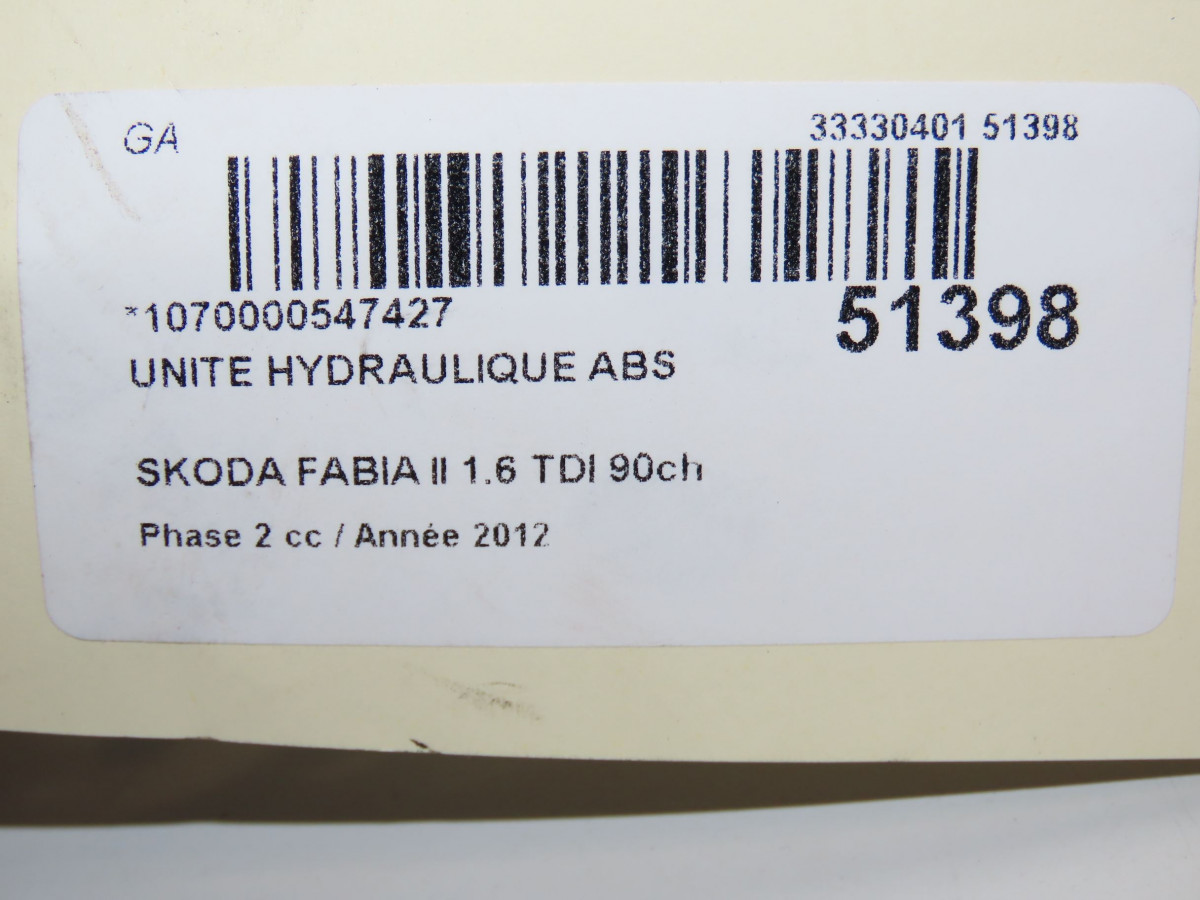 GA
33330401 51398
*1070000547427
51398
UNITE HYDRAULIQUE ABS
SKODA FABIA II 1.6 TDI 90ch
Phase 2 cc / Année 2012